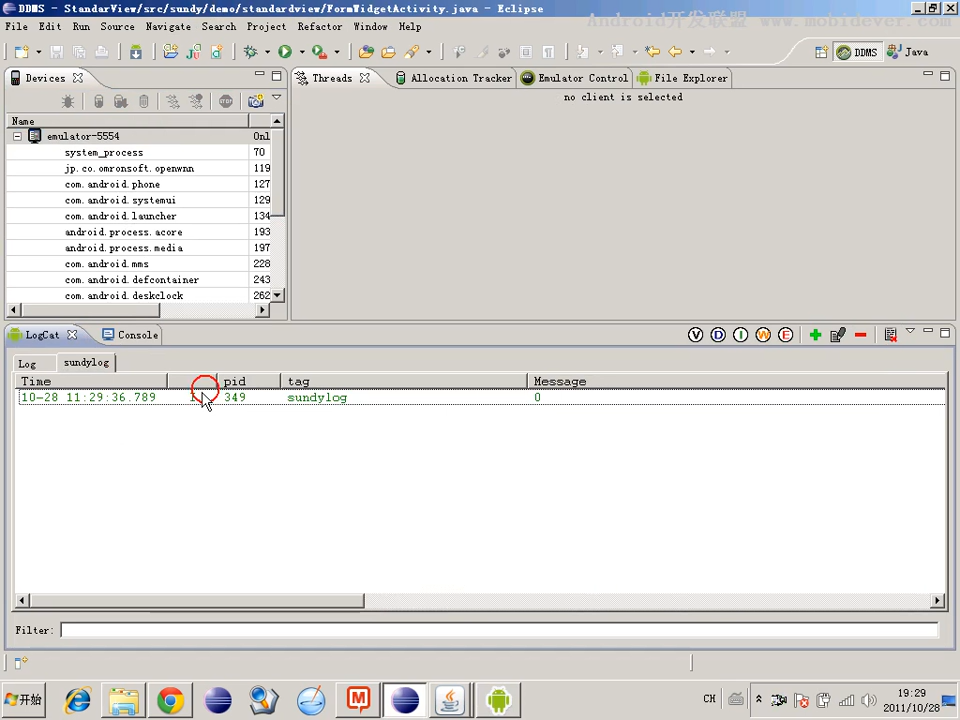 DDMS - StandarView/src/sundy/demo/standardview/FormWidgetActivity.java - Eclipse
Android开发联盟 www.mobidever.com
File Edit Run Source Navigate Search Project Refactor Window Help
DDMS Java
Devices
Threads Allocation Tracker Emulator Control File Explorer
no client is selected
Name
emulator-5554 Onl
system_process 70
jp.co.omronsoft.openwnn 119
com.android.phone 127
com.android.systemui 129
com.android.launcher 134
android.process.acore 193
android.process.media 197
com.android.mms 228
com.android.defcontainer 243
com.android.deskclock 262
LogCat Console
V D I W E
Log sundylog
Time pid tag Message
10-28 11:29:36.789 349 sundylog 0
Filter:
开始 CH 19:29
2011/10/28